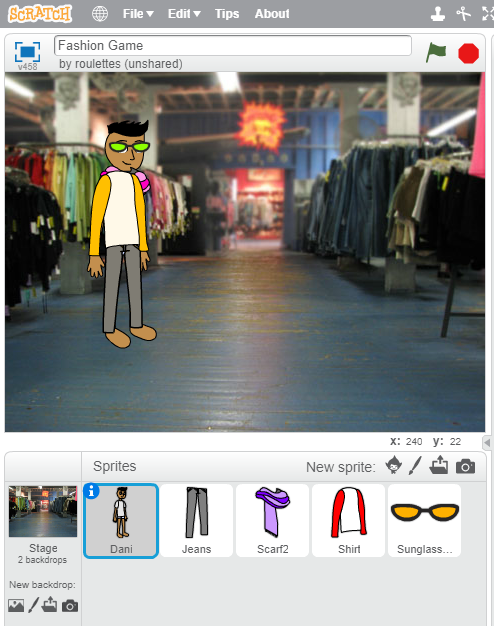 SCRATCH File Edit Tips About
Fashion Game
v458
by roulettes (unshared)
x: 240 y: 22
Sprites New sprite:
Stage
2 backdrops
New backdrop:
i
Dani Jeans Scarf2 Shirt Sunglass...